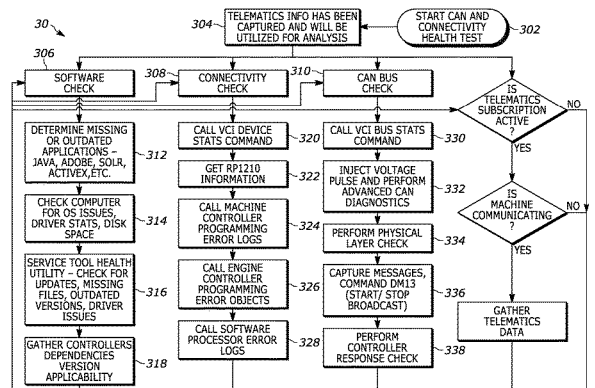 30
304
TELEMATICS INFO HAS BEEN
CAPTURED AND WILL BE
UTILIZED FOR ANALYSIS
START CAN AND
CONNECTIVITY
HEALTH TEST
302
306
SOFTWARE
CHECK
308
CONNECTIVITY
CHECK
310
CAN BUS
CHECK
IS
TELEMATICS
SUBSCRIPTION
ACTIVE
?
NO
YES
DETERMINE MISSING
OR OUTDATED
APPLICATIONS –
JAVA, ADOBE, SOLR,
ACTIVEX, ETC.
312
CHECK COMPUTER
FOR OS ISSUES,
DRIVER STATS, DISK
SPACE
314
SERVICE TOOL HEALTH
UTILITY – CHECK FOR
UPDATES, MISSING
FILES, OUTDATED
VERSIONS, DRIVER
ISSUES
316
GATHER CONTROLLERS
DEPENDENCIES
VERSION
APPLICABILITY
318
CALL VCI DEVICE
STATS COMMAND
320
GET RP1210
INFORMATION
322
CALL MACHINE
CONTROLLER
PROGRAMMING
ERROR LOGS
324
CALL ENGINE
CONTROLLER
PROGRAMMING
ERROR OBJECTS
326
CALL SOFTWARE
PROCESSOR ERROR
LOGS
328
CALL VCI BUS STATS
COMMAND
330
INJECT VOLTAGE
PULSE AND PERFORM
ADVANCED CAN
DIAGNOSTICS
332
PERFORM PHYSICAL
LAYER CHECK
334
CAPTURE MESSAGES,
COMMAND DM13
(START/ STOP
BROADCAST)
336
PERFORM
CONTROLLER
RESPONSE CHECK
338
IS
MACHINE
COMMUNICATING
?
NO
YES
GATHER
TELEMATICS
DATA